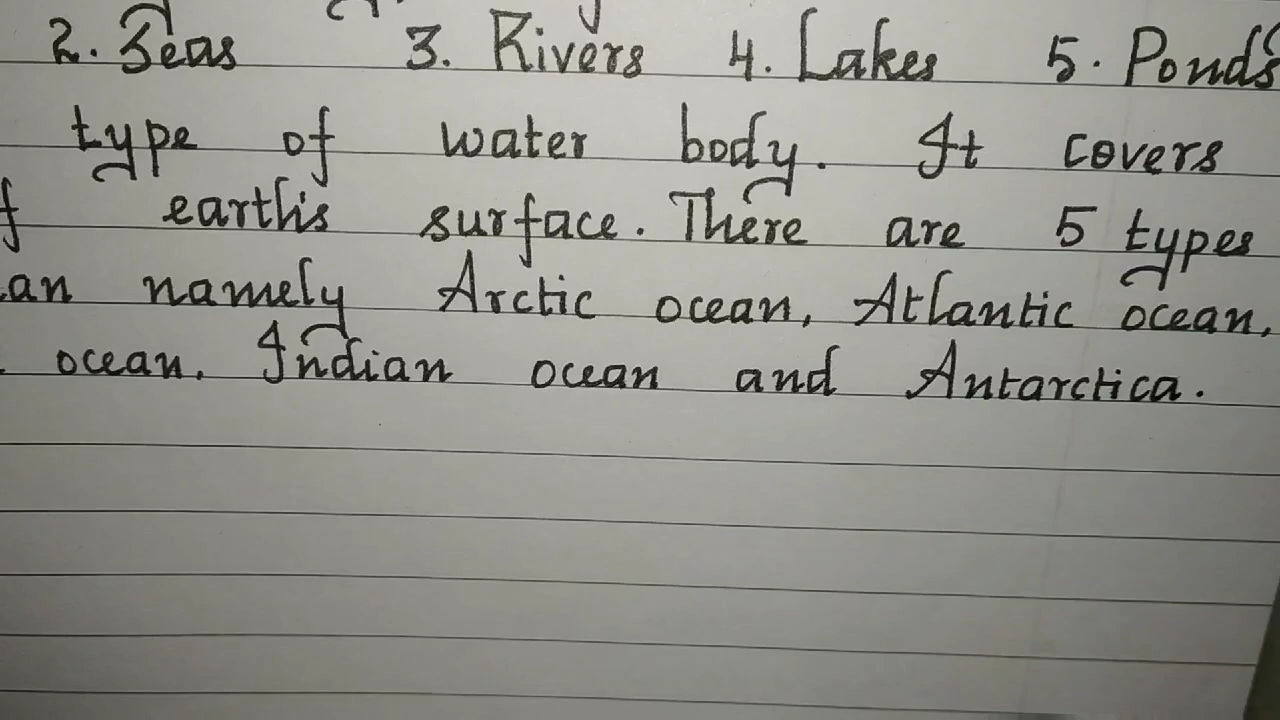 2. Seas 3. Rivers 4. Lakes 5. Ponds
type of water body. It covers
earth's surface. There are 5 types
namely Arctic ocean, Atlantic ocean,
ocean, Indian ocean and Antarctica.